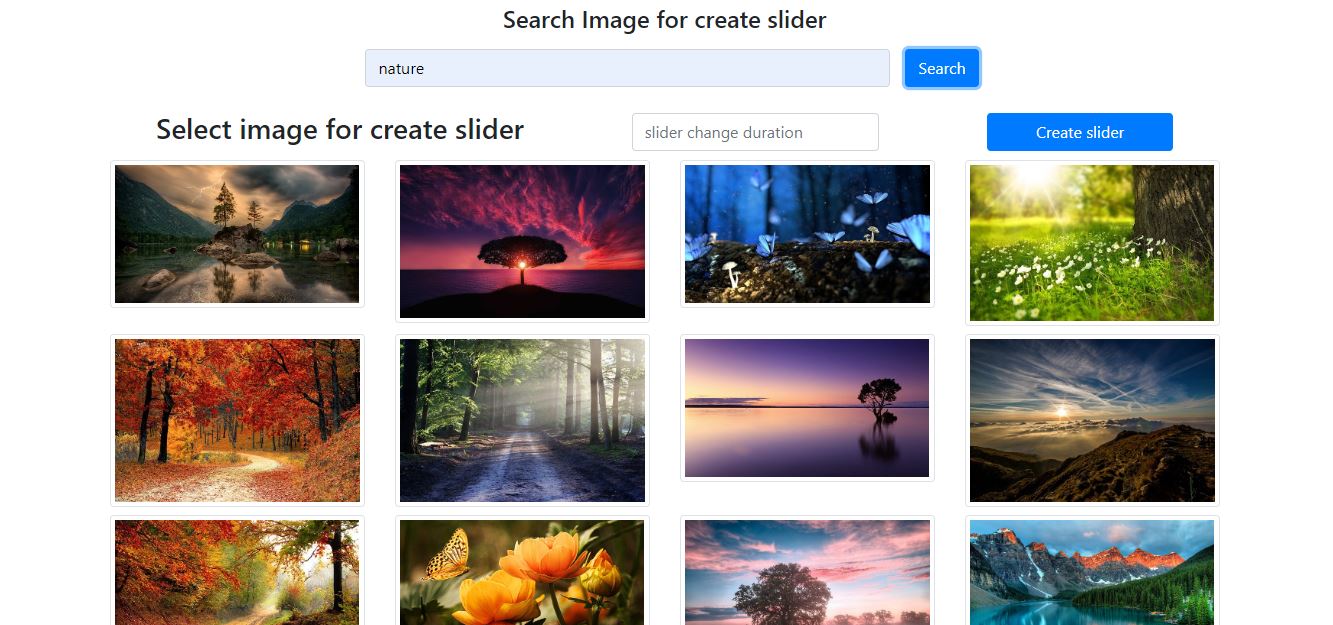 Search Image for create slider
nature
Search
Select image for create slider
slider change duration
Create slider